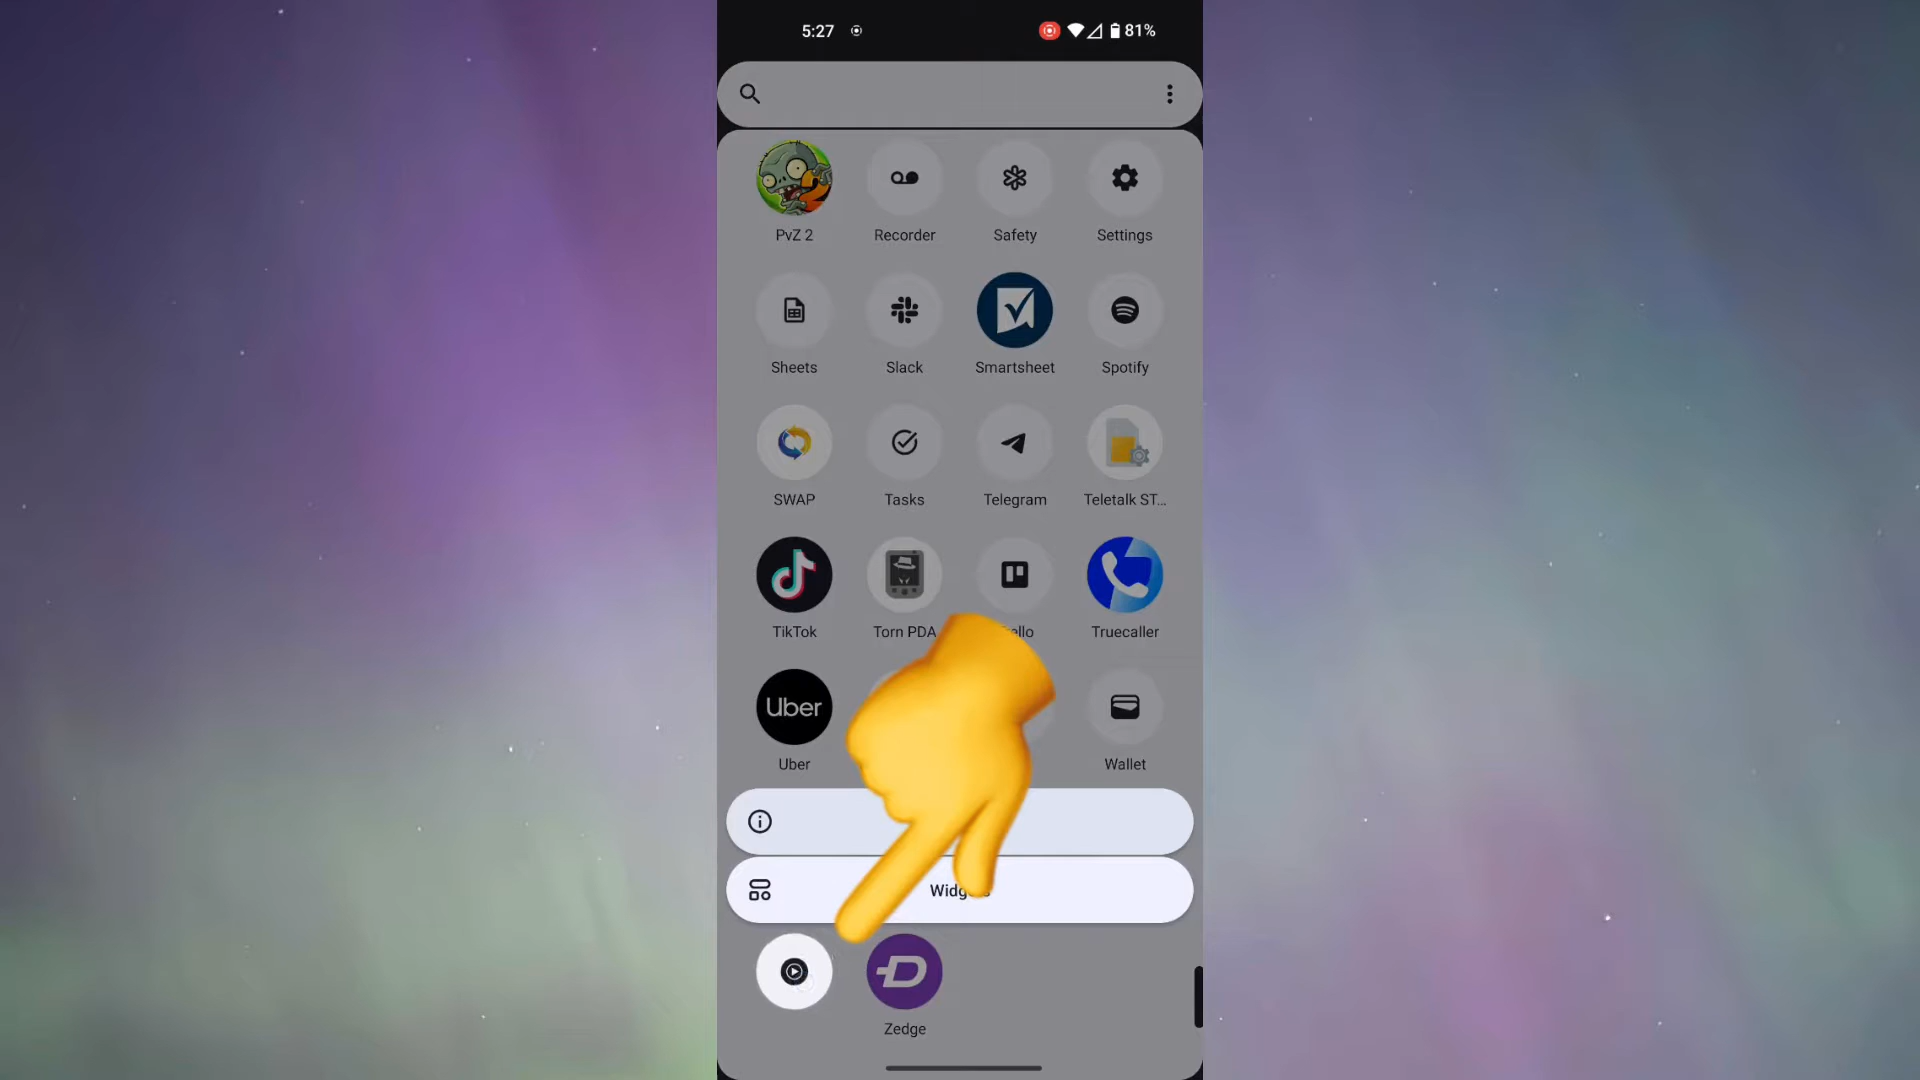 5:27
81%
PvZ 2
Recorder
Safety
Settings
Sheets
Slack
Smartsheet
Spotify
SWAP
Tasks
Telegram
Teletalk ST...
TikTok
Torn PDA
Truecaller
Uber
Uber
Wallet
Zedge